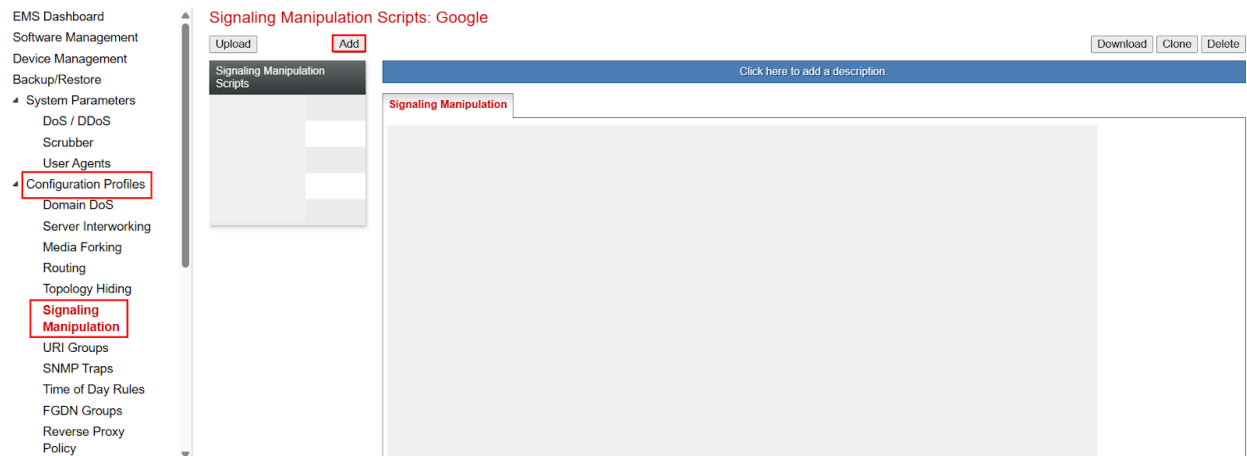 EMS Dashboard
Software Management
Device Management
Backup/Restore
System Parameters
DoS / DDoS
Scrubber
User Agents
Configuration Profiles
Domain DoS
Server Interworking
Media Forking
Routing
Topology Hiding
Signaling
Manipulation
URI Groups
SNMP Traps
Time of Day Rules
FGDN Groups
Reverse Proxy
Policy
Signaling Manipulation Scripts: Google
Upload
Add
Download
Clone
Delete
Signaling Manipulation
Scripts
Click here to add a description.
Signaling Manipulation